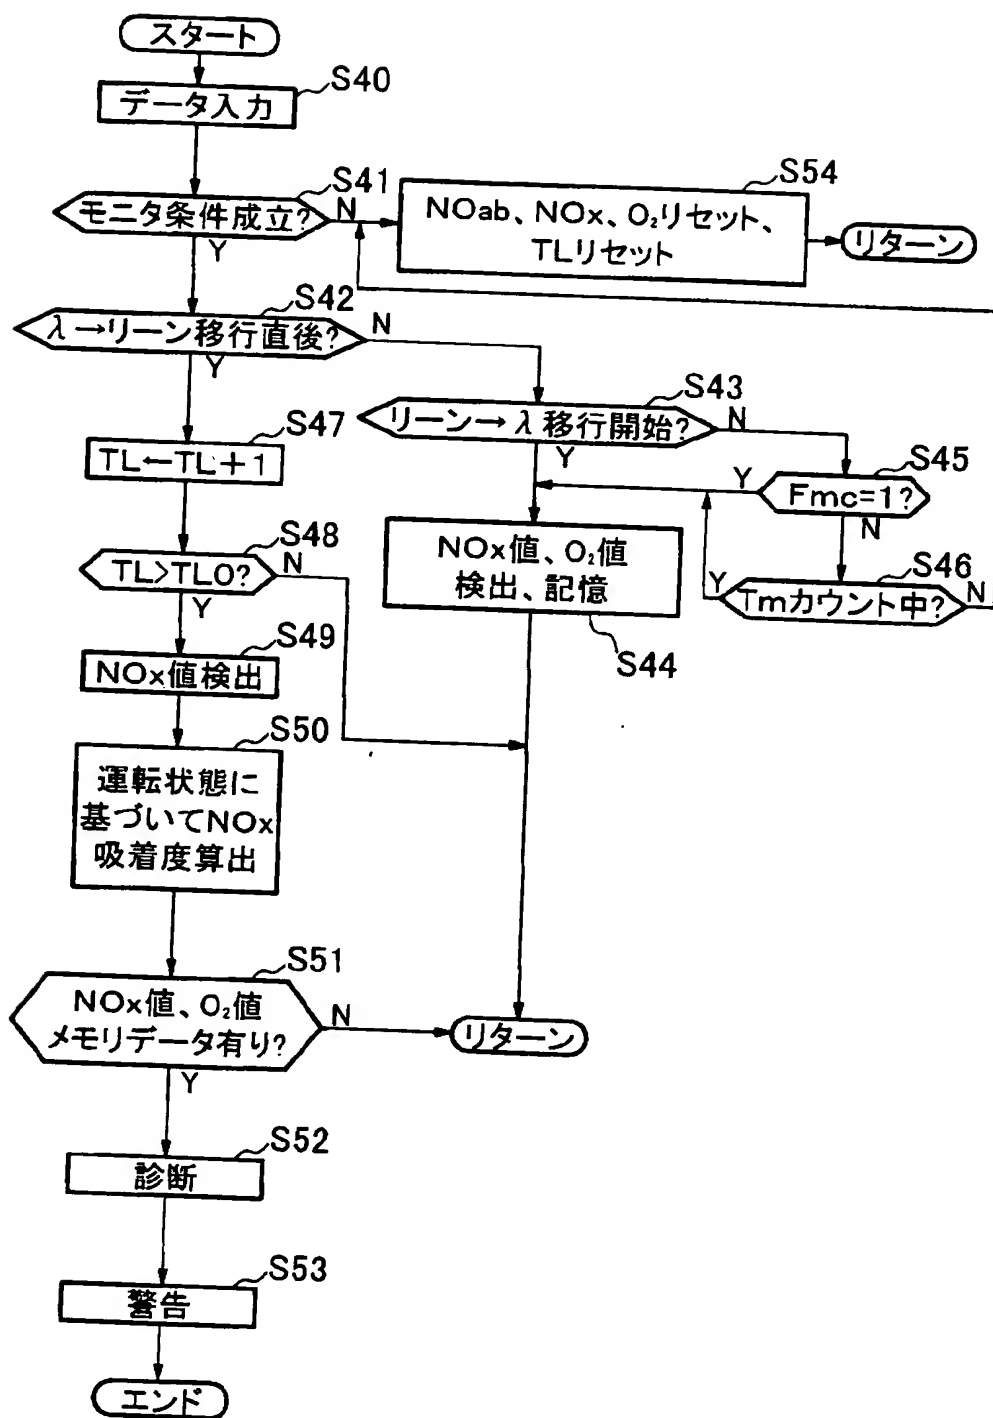 スタート
S40
データ入力
S41
モニタ条件成立?
N
Y
S54
NOab、NOx、O₂リセット、
TLリセット
リターン
S42
λ→リーン移行直後?
N
Y
S43
リーン→λ移行開始?
N
Y
S47
TL←TL+1
S45
Fmc=1?
Y
N
S48
TL>TL0?
N
Y
NOx値、O₂値
検出、記憶
S44
S46
Tmカウント中?
Y
N
S49
NOx値検出
S50
運転状態に
基づいてNOx
吸着度算出
S51
NOx値、O₂値
メモリデータ有り?
N
Y
リターン
S52
診断
S53
警告
エンド